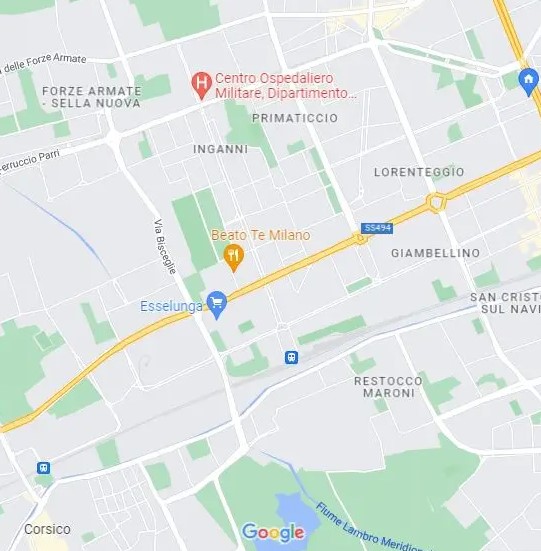 a delle Forze Armate
FORZE ARMATE
- SELLA NUOVA
H
Centro Ospedaliero
Militare, Dipartimento...
PRIMATICCIO
INGANNI
erruccio Parri
LORENTEGGIO
Via Bisceglie
SS494
Beato Te Milano
GIAMBELLINO
Esselunga
SAN CRISTO
SUL NAVI
RESTOCCO
MARONI
Corsico
Google
Fiume Lambro Meridion